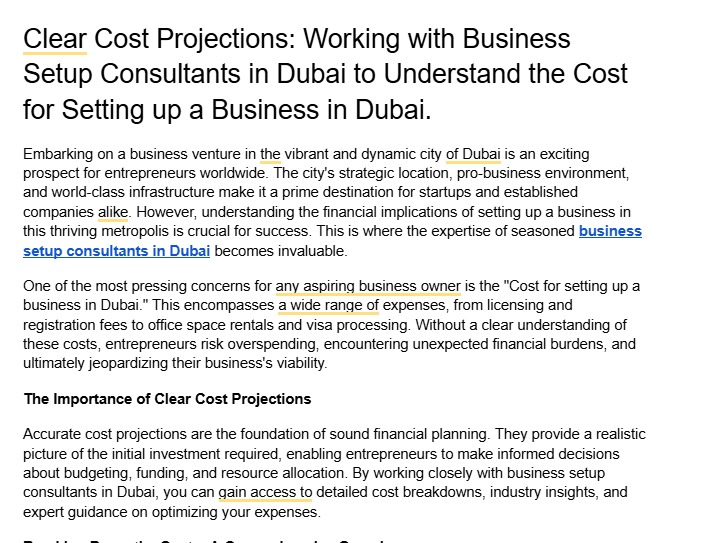 Clear Cost Projections: Working with Business
Setup Consultants in Dubai to Understand the Cost
for Setting up a Business in Dubai.
Embarking on a business venture in the vibrant and dynamic city of Dubai is an exciting
prospect for entrepreneurs worldwide. The city's strategic location, pro-business environment,
and world-class infrastructure make it a prime destination for startups and established
companies alike. However, understanding the financial implications of setting up a business in
this thriving metropolis is crucial for success. This is where the expertise of seasoned business
setup consultants in Dubai becomes invaluable.
One of the most pressing concerns for any aspiring business owner is the "Cost for setting up a
business in Dubai." This encompasses a wide range of expenses, from licensing and
registration fees to office space rentals and visa processing. Without a clear understanding of
these costs, entrepreneurs risk overspending, encountering unexpected financial burdens, and
ultimately jeopardizing their business's viability.
The Importance of Clear Cost Projections
Accurate cost projections are the foundation of sound financial planning. They provide a realistic
picture of the initial investment required, enabling entrepreneurs to make informed decisions
about budgeting, funding, and resource allocation. By working closely with business setup
consultants in Dubai, you can gain access to detailed cost breakdowns, industry insights, and
expert guidance on optimizing your expenses.